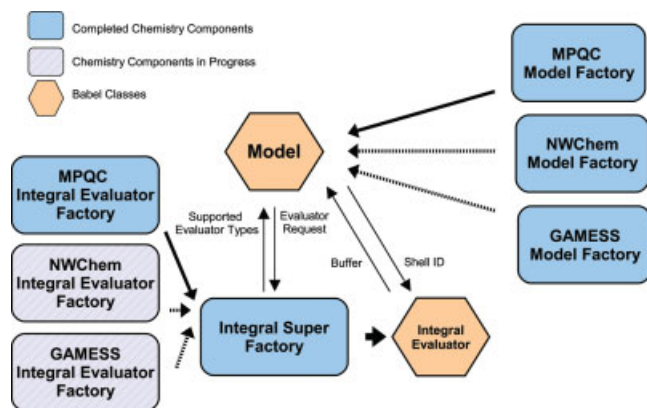 Completed Chemistry Components
Chemistry Components in Progress
Babel Classes
MPQC
Model Factory
NWChem
Model Factory
GAMESS
Model Factory
Model
MPQC
Integral Evaluator
Factory
NWChem
Integral Evaluator
Factory
GAMESS
Integral Evaluator
Factory
Supported
Evaluator Types
Evaluator
Request
Buffer
Shell ID
Integral Super
Factory
Integral
Evaluator